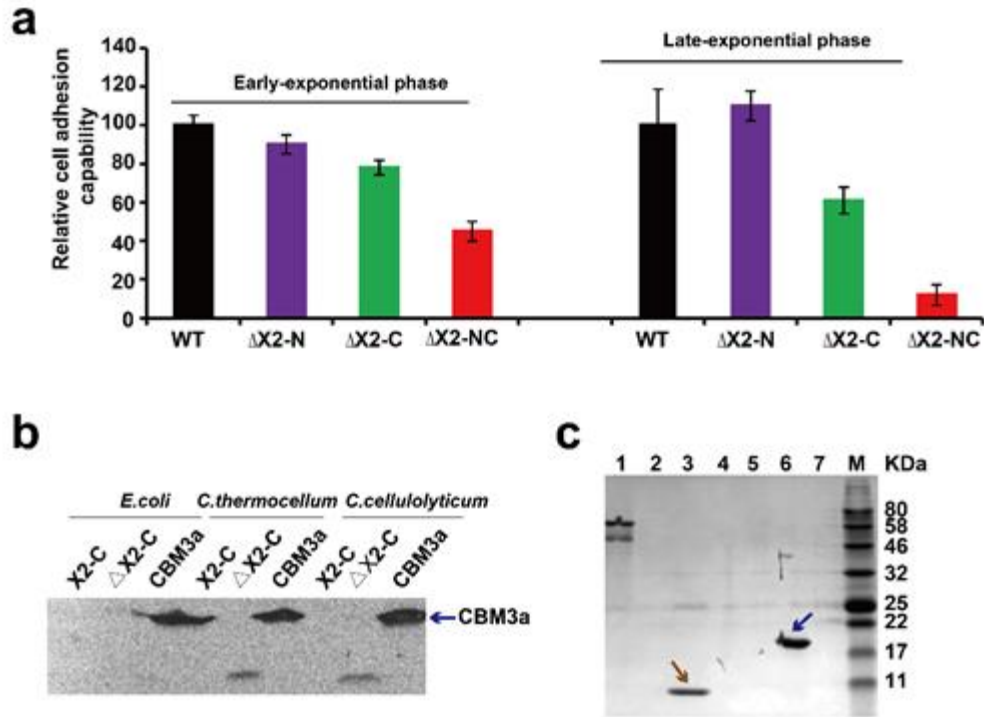 a
Relative cell adhesion
capability
140
120
100
80
60
40
20
0
Early-exponential phase
Late-exponential phase
WT ΔX2-N ΔX2-C ΔX2-NC WT ΔX2-N ΔX2-C ΔX2-NC
b
E.coli C.thermocellum C.cellulolyticum
X2-C △X2-C CBM3a X2-C △X2-C CBM3a X2-C △X2-C CBM3a
CBM3a
c
1 2 3 4 5 6 7 M KDa
80
58
46
32
25
22
17
11